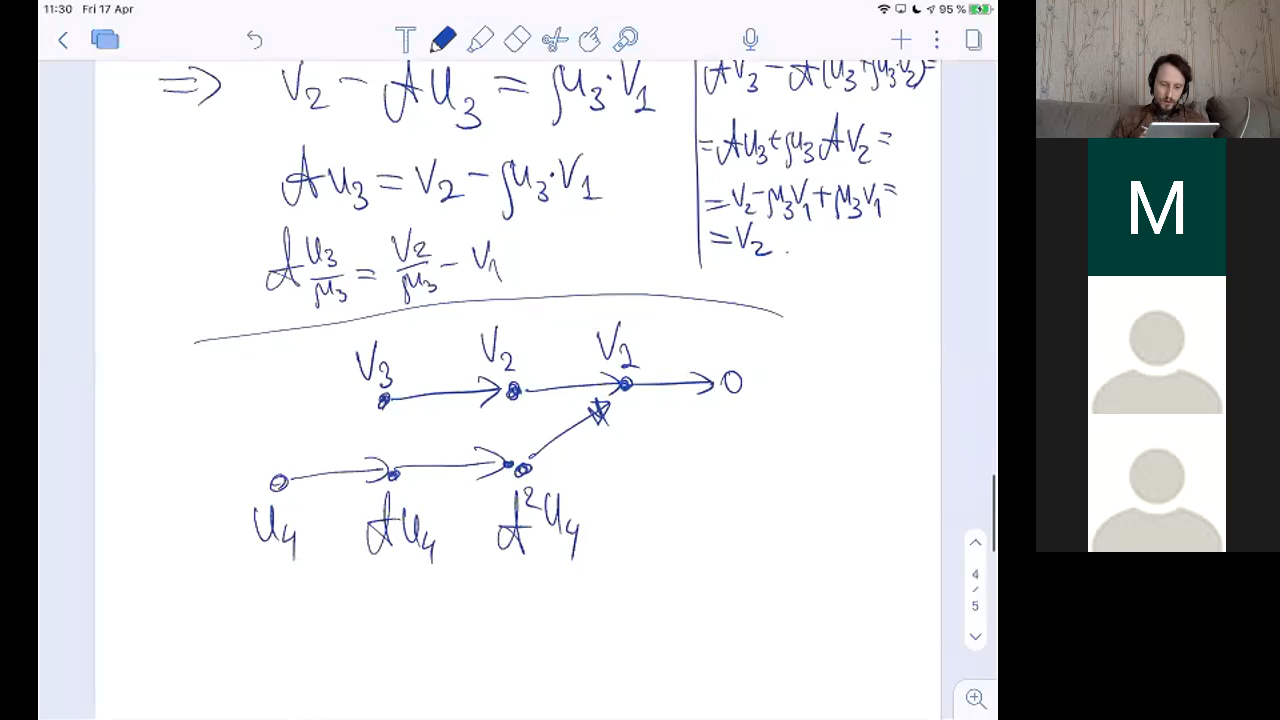 11:30 Fri 17 Apr
95 %
T
⟹ V₂ − 𝒜u₃ = μ₃·V₁
𝒜u₃ = V₂ − μ₃·V₁
𝒜 u₃/μ₃ = V₂/μ₃ − V₁
𝒜V₃ − 𝒜(u₃+μ₃V₂)=
=𝒜u₃+μ₃𝒜V₂=
=V₂−μ₃V₁+μ₃V₁=
=V₂.
V₃ V₂ V₁
0
u₄ 𝒜u₄ 𝒜²u₄
4
⁄
5
M